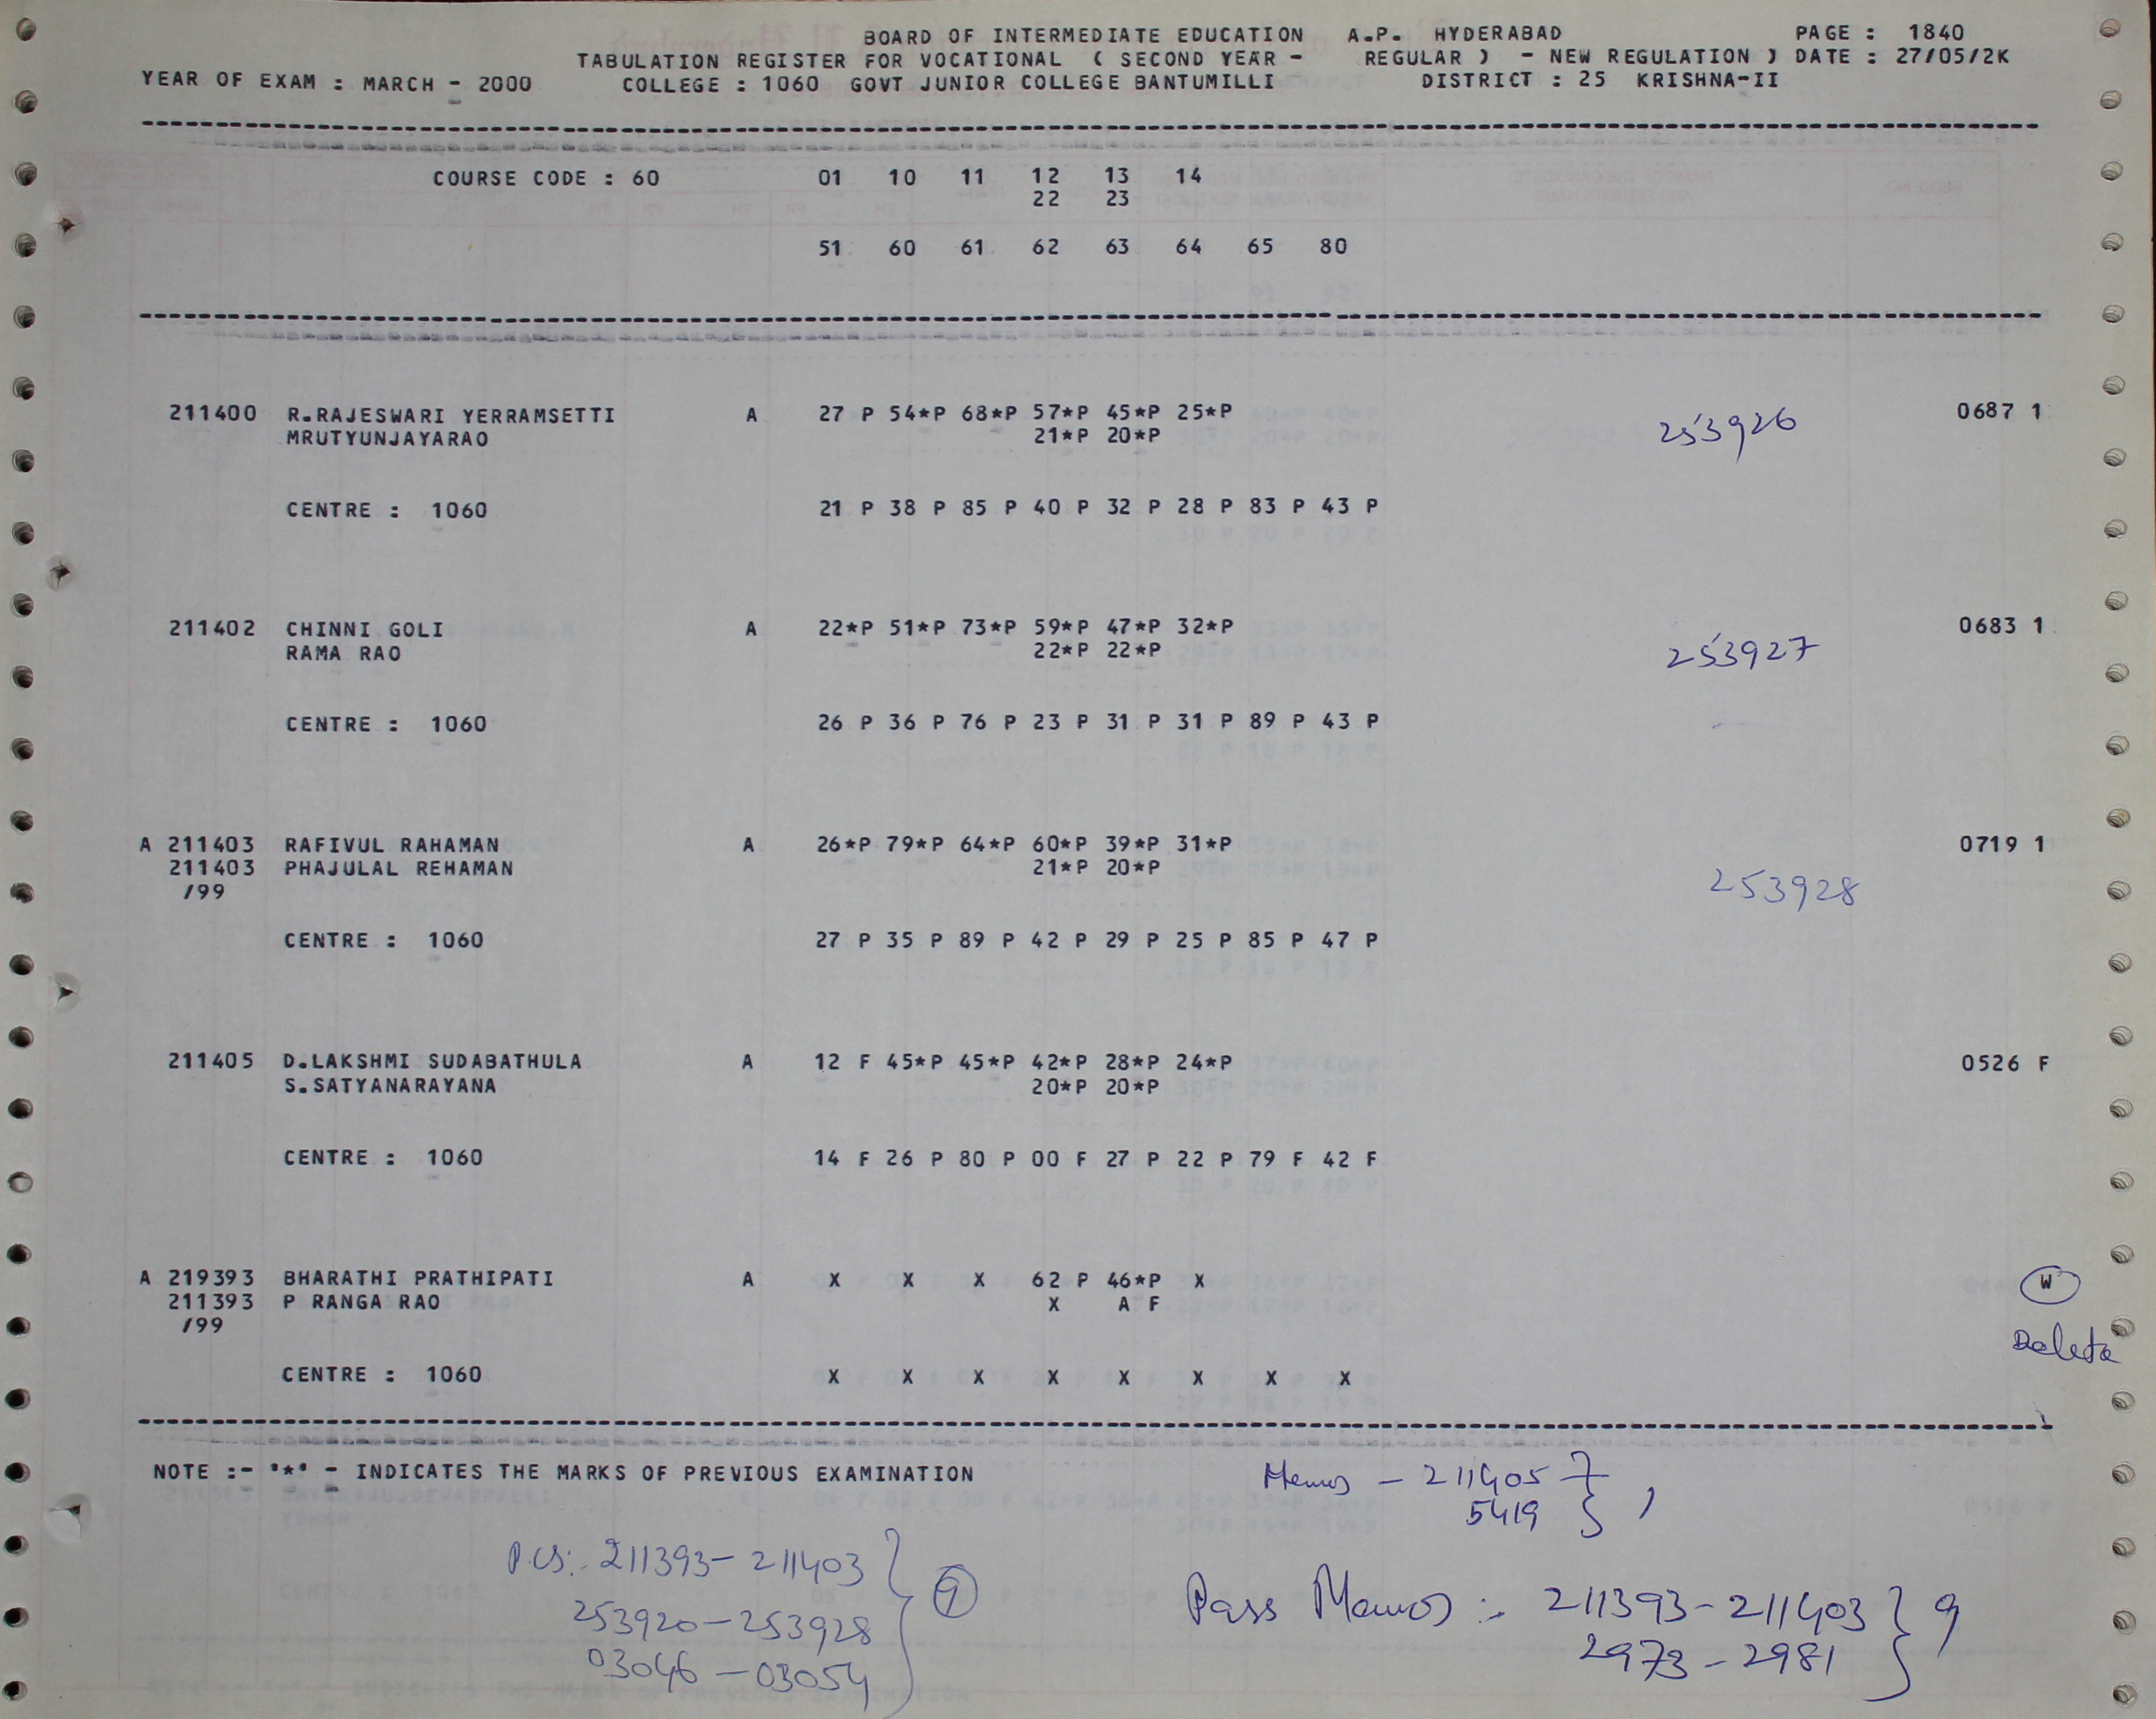 BOARD OF INTERMEDIATE EDUCATION A.P. HYDERABAD PAGE : 1840
TABULATION REGISTER FOR VOCATIONAL ( SECOND YEAR - REGULAR ) - NEW REGULATION ) DATE : 27/05/2K
YEAR OF EXAM : MARCH - 2000 COLLEGE : 1060 GOVT JUNIOR COLLEGE BANTUMILLI DISTRICT : 25 KRISHNA-II
COURSE CODE : 60 01 10 11 12 13 14
22 23
51 60 61 62 63 64 65 80
211400 R.RAJESWARI YERRAMSETTI A 27 P 54*P 68*P 57*P 45*P 25*P 253926 0687 1
MRUTYUNJAYARAO 21*P 20*P
CENTRE : 1060 21 P 38 P 85 P 40 P 32 P 28 P 83 P 43 P
211402 CHINNI GOLI A 22*P 51*P 73*P 59*P 47*P 32*P 0683 1
RAMA RAO 22*P 22*P 253927
CENTRE : 1060 26 P 36 P 76 P 23 P 31 P 31 P 89 P 43 P
A 211403 RAFIVUL RAHAMAN A 26*P 79*P 64*P 60*P 39*P 31*P 0719 1
211403 PHAJULAL REHAMAN 21*P 20*P
/99 253928
CENTRE : 1060 27 P 35 P 89 P 42 P 29 P 25 P 85 P 47 P
211405 D.LAKSHMI SUDABATHULA A 12 F 45*P 45*P 42*P 28*P 24*P 0526 F
S.SATYANARAYANA 20*P 20*P
CENTRE : 1060 14 F 26 P 80 P 00 F 27 P 22 P 79 F 42 F
A 219393 BHARATHI PRATHIPATI A X X X 62 P 46*P X W
211393 P RANGA RAO X A F
/99 Delete
CENTRE : 1060 X X X X X X X X
NOTE :- '*' - INDICATES THE MARKS OF PREVIOUS EXAMINATION
Memos - 211405
5419
P.CS:- 211393 - 211403
253920 - 253928 9
03046 - 03054
Pass Memos :- 211393 - 211403 9
2973 - 2981